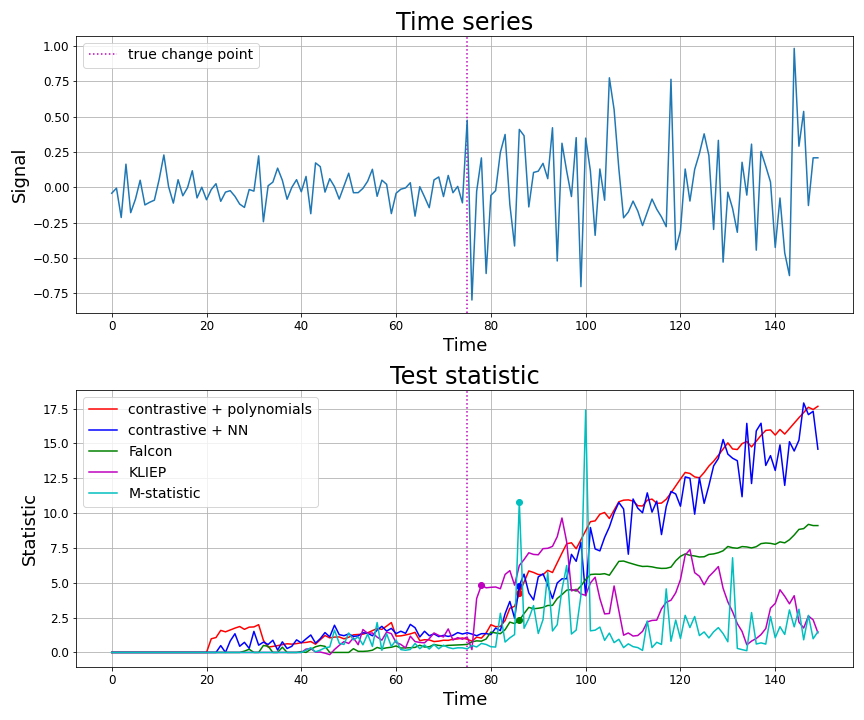 Time series
1.00
0.75
0.50
0.25
0.00
−0.25
−0.50
−0.75
Signal
true change point
0 20 40 60 80 100 120 140
Time
Test statistic
17.5
15.0
12.5
10.0
7.5
5.0
2.5
0.0
Statistic
contrastive + polynomials
contrastive + NN
Falcon
KLIEP
M-statistic
0 20 40 60 80 100 120 140
Time